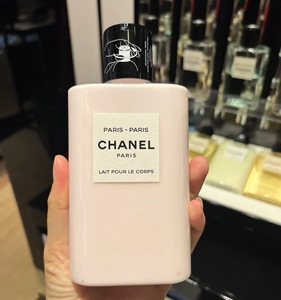 PARIS – PARIS
CHANEL
PARIS
LAIT POUR LE CORPS